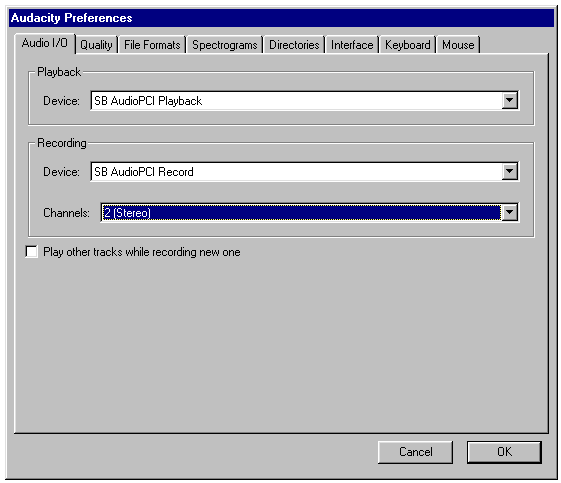 Audacity Preferences
Audio I/O Quality File Formats Spectrograms Directories Interface Keyboard Mouse
Playback
Device: SB AudioPCI Playback
Recording
Device: SB AudioPCI Record
Channels: 2 (Stereo)
Play other tracks while recording new one
Cancel OK